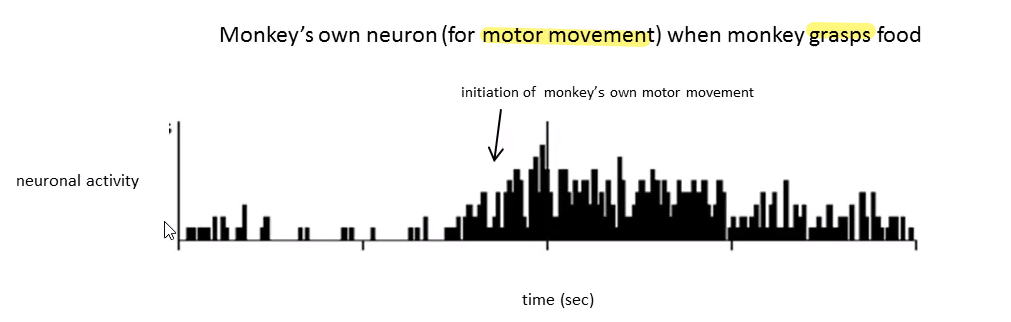 Monkey's own neuron (for motor movement) when monkey grasps food
initiation of monkey's own motor movement
neuronal activity
time (sec)